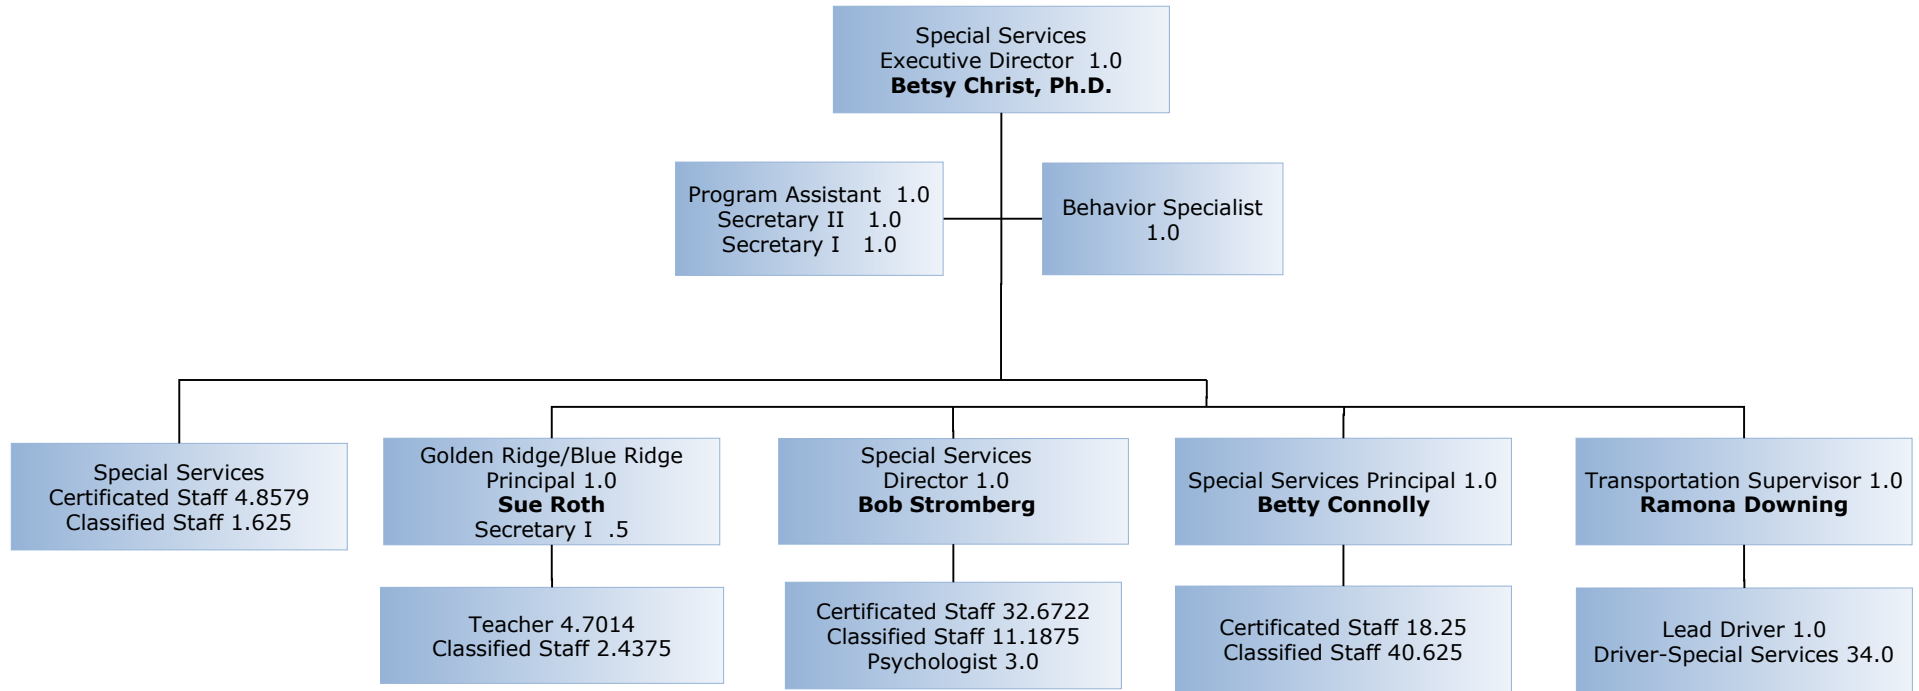 Special Services
Executive Director 1.0
Betsy Christ, Ph.D.
Program Assistant 1.0
Secretary II 1.0
Secretary I 1.0
Behavior Specialist
1.0
Special Services
Certificated Staff 4.8579
Classified Staff 1.625
Golden Ridge/Blue Ridge
Principal 1.0
Sue Roth
Secretary I .5
Special Services
Director 1.0
Bob Stromberg
Special Services Principal 1.0
Betty Connolly
Transportation Supervisor 1.0
Ramona Downing
Teacher 4.7014
Classified Staff 2.4375
Certificated Staff 32.6722
Classified Staff 11.1875
Psychologist 3.0
Certificated Staff 18.25
Classified Staff 40.625
Lead Driver 1.0
Driver-Special Services 34.0